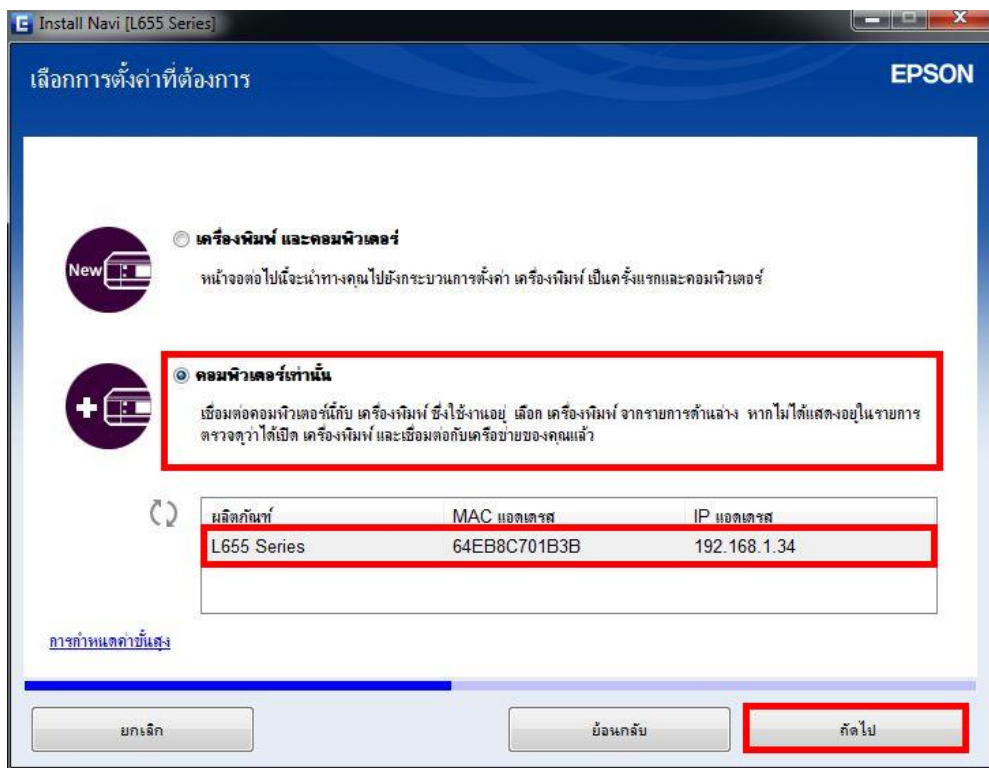 Install Navi [L655 Series]
เลือกการตั้งค่าที่ต้องการ
EPSON
เครื่องพิมพ์ และคอมพิวเตอร์
New
หน้าจอต่อไปนี้จะนำทางคุณไปยังกระบวนการตั้งค่า เครื่องพิมพ์ เป็นครั้งแรกและคอมพิวเตอร์
คอมพิวเตอร์เท่านั้น
เชื่อมต่อคอมพิวเตอร์นี้กับ เครื่องพิมพ์ ซึ่งใช้งานอยู่ เลือก เครื่องพิมพ์ จากรายการด้านล่าง หากไม่ได้แสดงอยู่ในรายการ
ตรวจดูว่าได้เปิด เครื่องพิมพ์ และเชื่อมต่อกับเครือข่ายของคุณแล้ว
ผลิตภัณฑ์ MAC แอดเดรส IP แอดเดรส
L655 Series 64EB8C701B3B 192.168.1.34
การกำหนดค่าขั้นสูง
ยกเลิก ย้อนกลับ ถัดไป